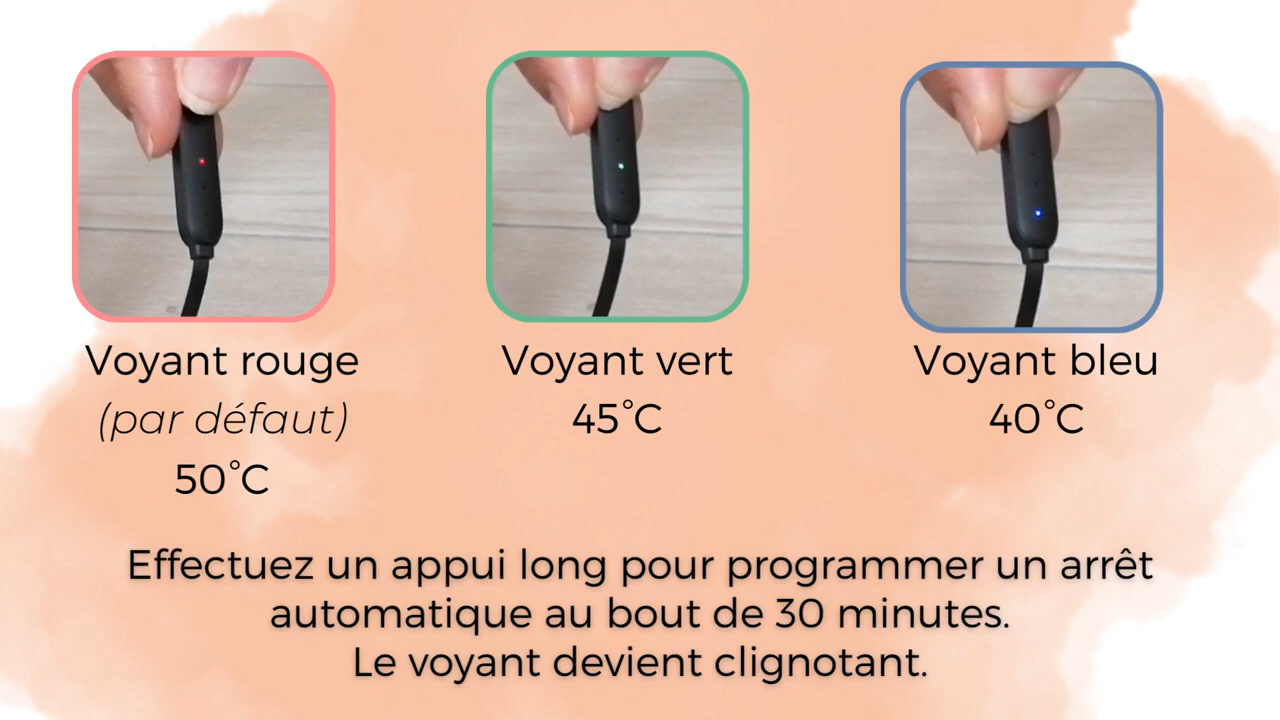 Voyant rouge
(par défaut)
50°C
Voyant vert
45°C
Voyant bleu
40°C
Effectuez un appui long pour programmer un arrêt
automatique au bout de 30 minutes.
Le voyant devient clignotant.